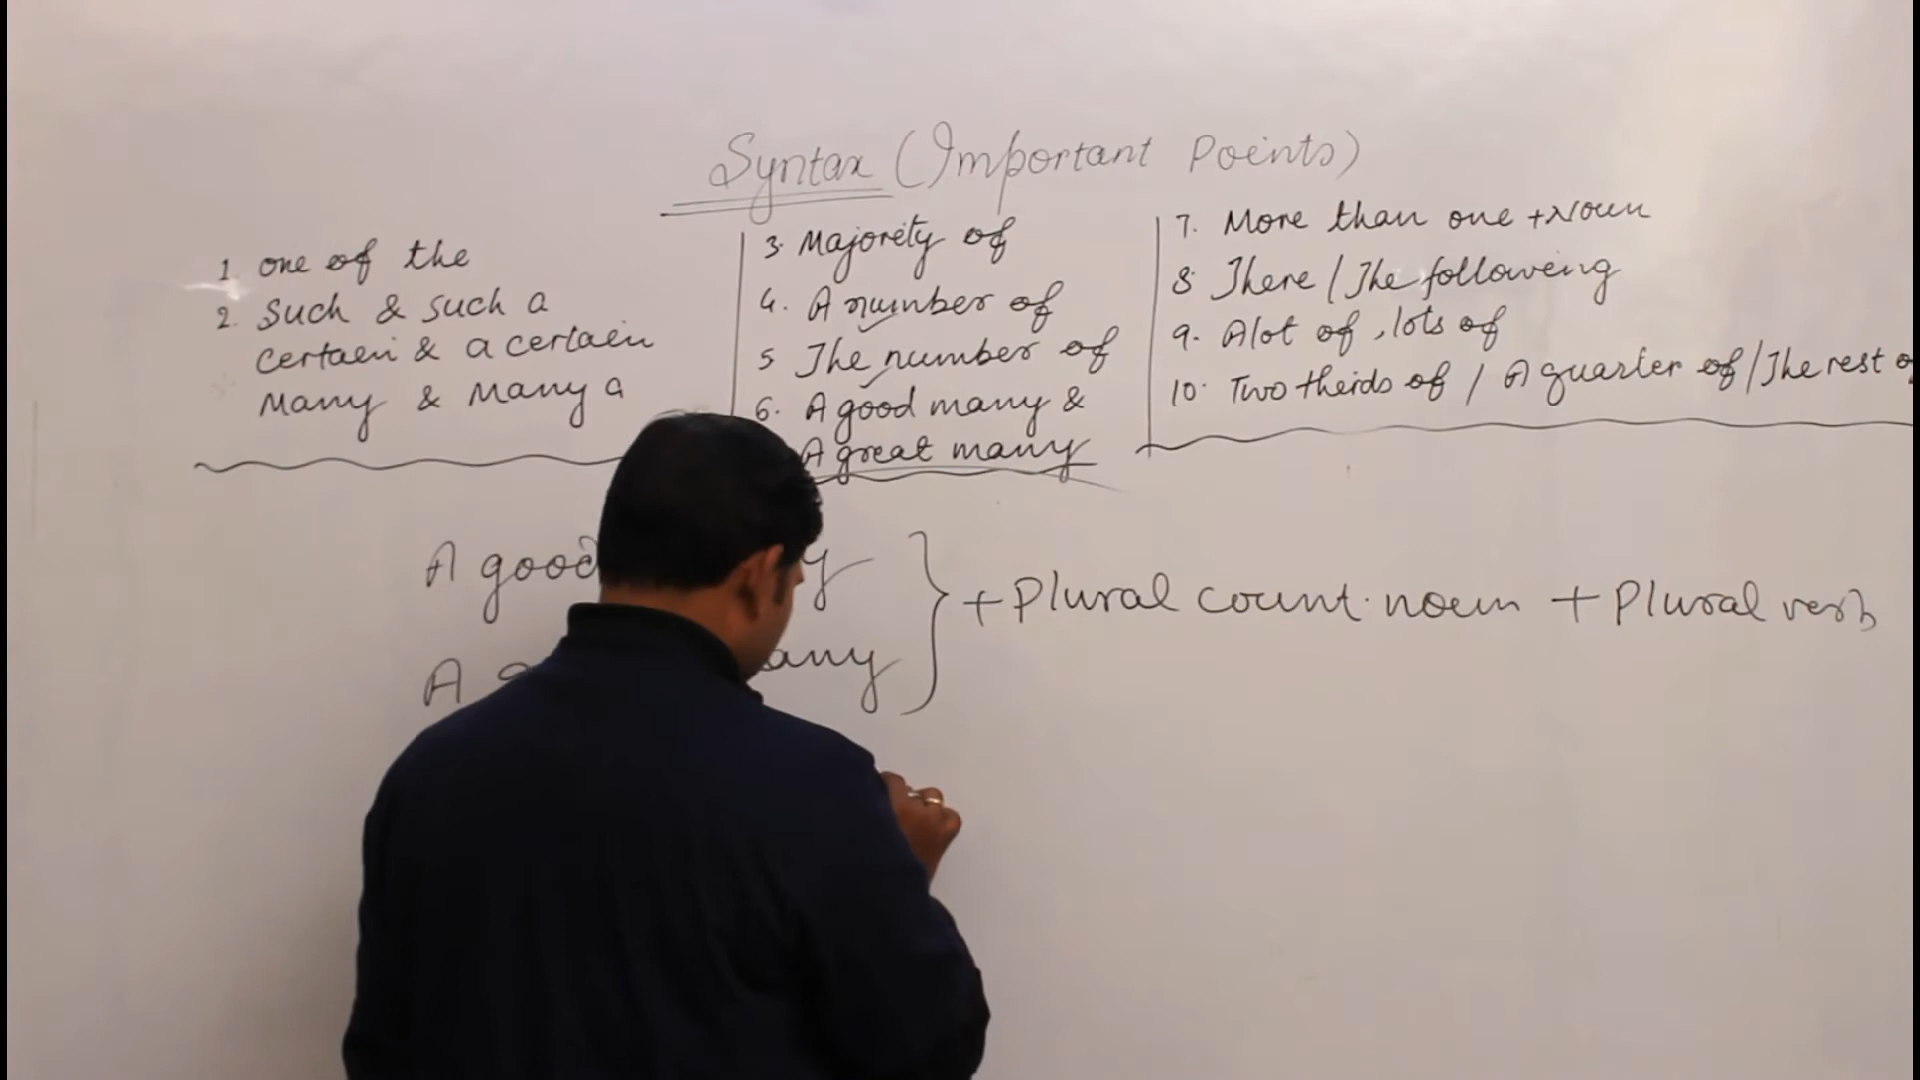 Syntax (Important Points)
1. one of the
2. Such & such a
certain & a certain
Many & Many a
3. Majority of
4. A number of
5 The number of
6. A good many &
A great many
7. More than one + Noun
8 There / The following
9. A lot of, lots of
10. Two thirds of / A quarter of / The rest
A good
A
+ Plural count. noun + Plural verb